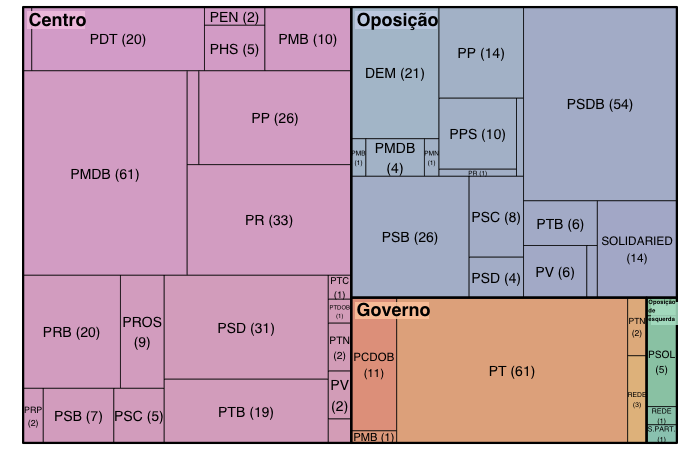 Centro
PDT (20)
PEN (2)
PHS (5)
PMB (10)
PMDB (61)
PP (26)
PR (33)
PRB (20)
PROS
(9)
PSD (31)
PTC
(1)
PTDOB
(1)
PTN
(2)
PV
(2)
PRP
(2)
PSB (7)
PSC (5)
PTB (19)
Oposição
DEM (21)
PP (14)
PSDB (54)
PPS (10)
PMB
(1)
PMDB
(4)
PMN
(1)
PR (1)
PSB (26)
PSC (8)
PSD (4)
PTB (6)
PV (6)
SOLIDARIED
(14)
Governo
PCDOB
(11)
PMB (1)
PT (61)
PTN
(2)
REDE
(3)
Oposição
de
esquerda
PSOL
(5)
REDE
(1)
S.PART.
(1)